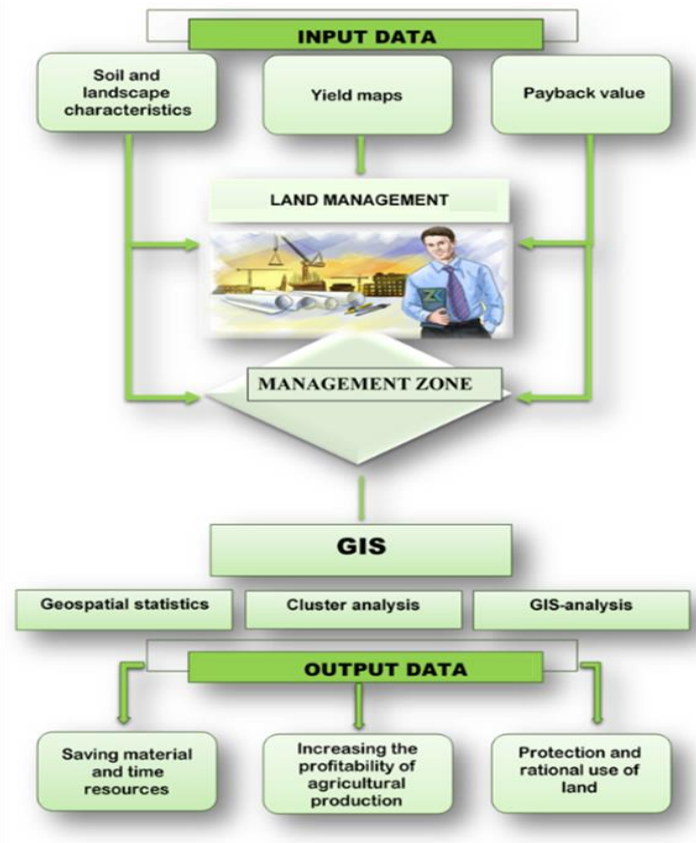 INPUT DATA
Soil and
landscape
characteristics
Yield maps
Payback value
LAND MANAGEMENT
MANAGEMENT ZONE
GIS
Geospatial statistics
Cluster analysis
GIS-analysis
OUTPUT DATA
Saving material
and time
resources
Increasing the
profitability of
agricultural
production
Protection and
rational use of
land